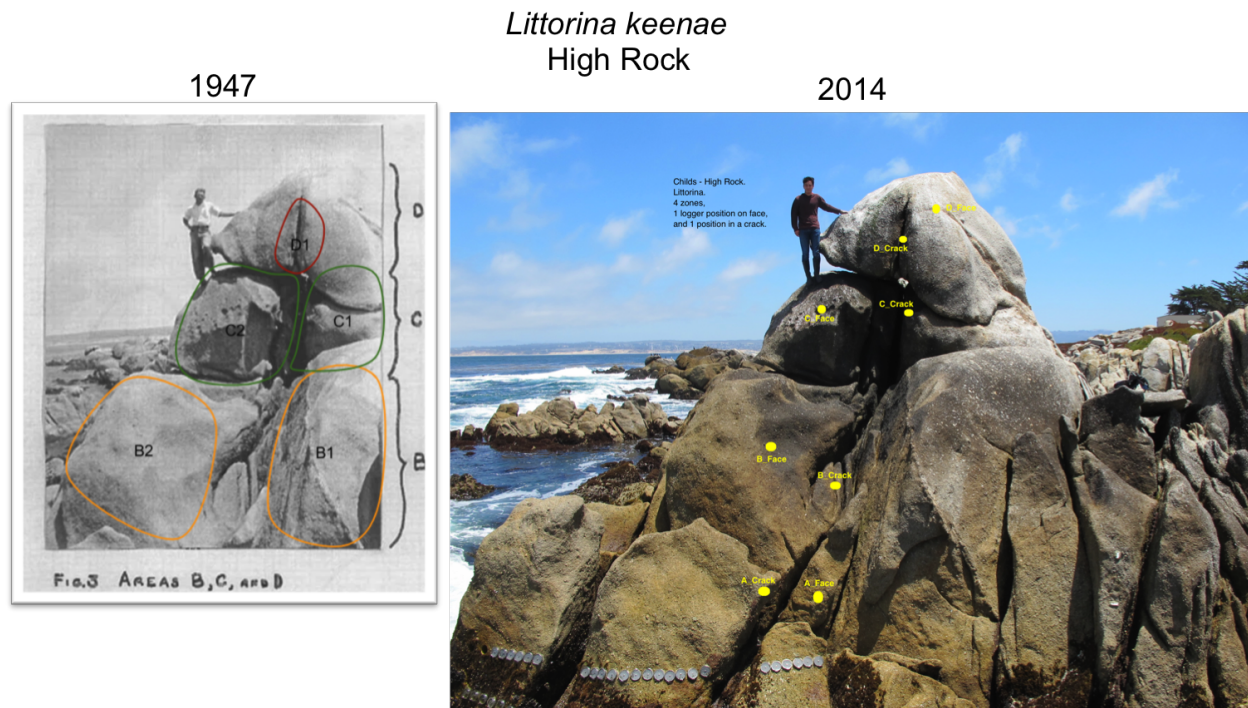 Littorina keenae
High Rock
1947
2014
D
D1
C2
C1
C
B2
B1
B
FIG.3 AREAS B, C, AND D
Childs - High Rock.
Littorina.
4 zones,
1 logger position on face,
and 1 position in a crack.
D_Face
D_Crack
C_Face
C_Crack
B_Face
B_Crack
A_Crack
A_Face